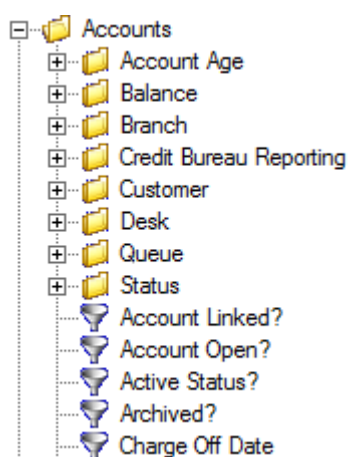 Accounts
Account Age
Balance
Branch
Credit Bureau Reporting
Customer
Desk
Queue
Status
Account Linked?
Account Open?
Active Status?
Archived?
Charge Off Date